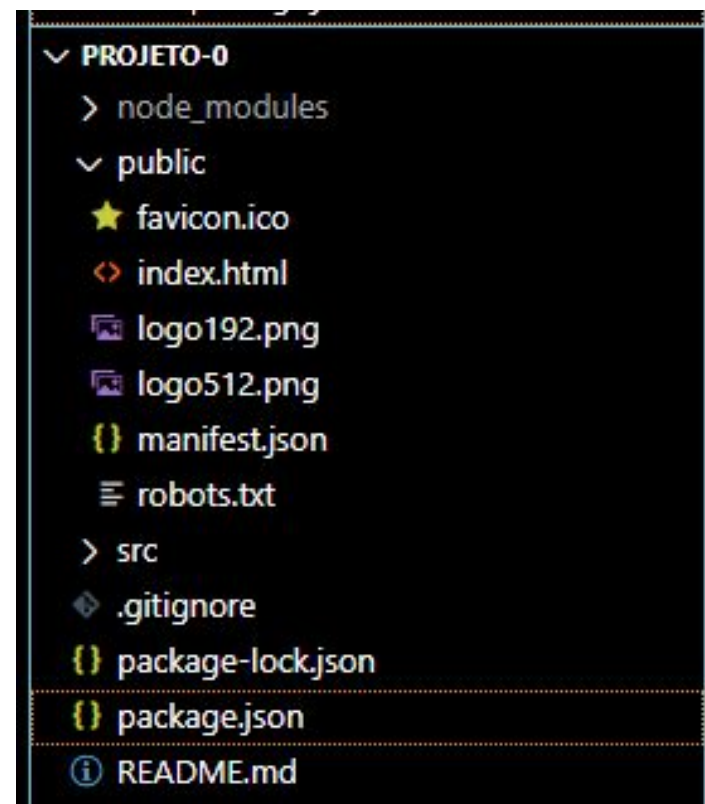 PROJETO-0
node_modules
public
favicon.ico
index.html
logo192.png
logo512.png
manifest.json
robots.txt
src
.gitignore
package-lock.json
package.json
README.md